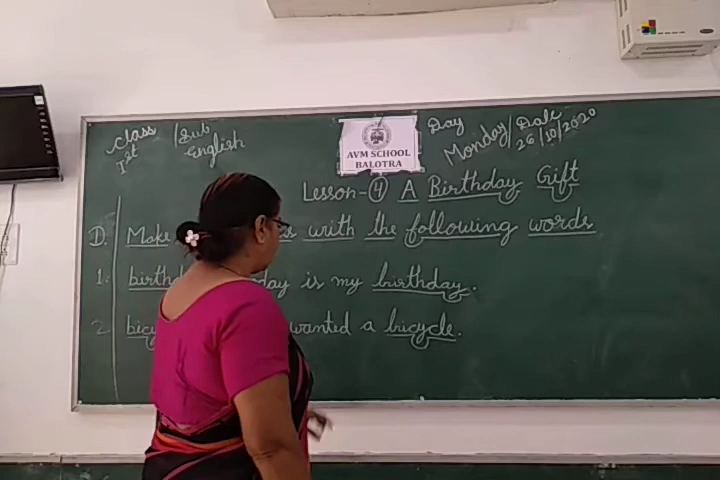 Class / Sub Day Monday / Date
Ist English 26/10/2020
AVM SCHOOL
BALOTRA
Lesson-4 A Birthday Gift
D. Make with the following words
1. is my birthday.
2. wanted a bicycle.